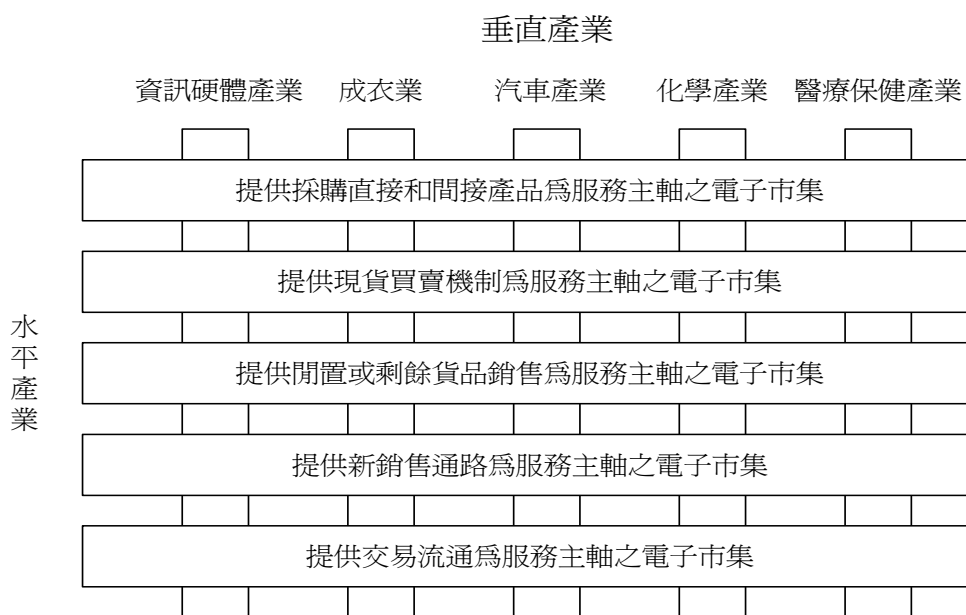 垂直產業
資訊硬體產業 成衣業 汽車產業 化學產業 醫療保健產業
提供採購直接和間接產品為服務主軸之電子市集
提供現貨買賣機制為服務主軸之電子市集
水平產業
提供閒置或剩餘貨品銷售為服務主軸之電子市集
提供新銷售通路為服務主軸之電子市集
提供交易流通為服務主軸之電子市集